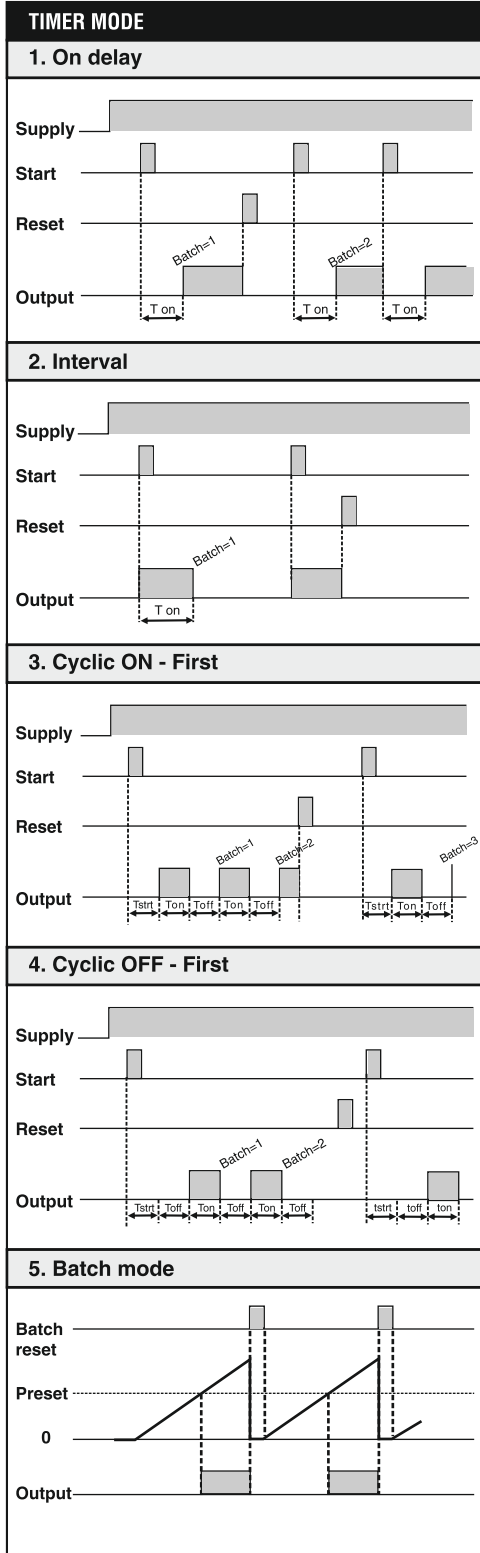 TIMER MODE
1. On delay
Supply
Start
Reset
Batch=1 Batch=2
Output
T on T on T on
2. Interval
Supply
Start
Reset
Batch=1
Output
T on
3. Cyclic ON - First
Supply
Start
Reset
Batch=1 Batch=2 Batch=3
Output
Tstrt Ton Toff Ton Toff Tstrt Ton Toff
4. Cyclic OFF - First
Supply
Start
Reset
Batch=1 Batch=2
Output
Tstrt Toff Ton Toff Ton Toff tstrt toff ton
5. Batch mode
Batch
reset
Preset
0
Output